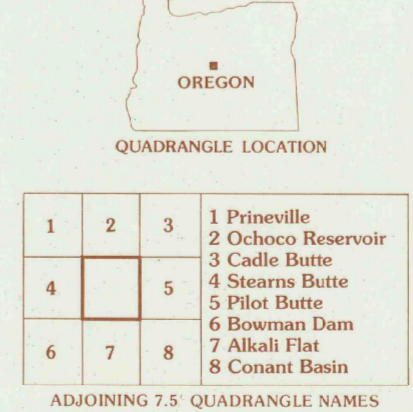 OREGON
QUADRANGLE LOCATION
1 2 3
4 5
6 7 8
1 Prineville
2 Ochoco Reservoir
3 Cadle Butte
4 Stearns Butte
5 Pilot Butte
6 Bowman Dam
7 Alkali Flat
8 Conant Basin
ADJOINING 7.5' QUADRANGLE NAMES